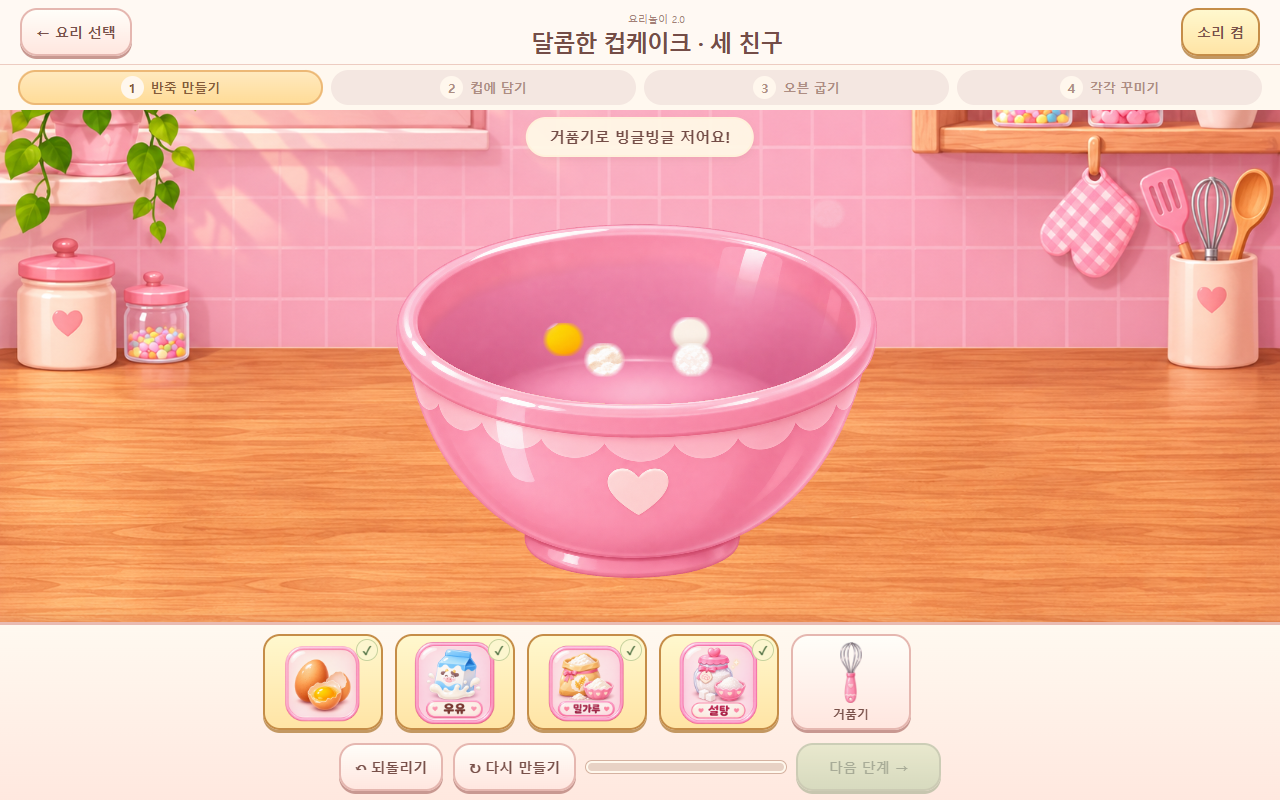 ← 요리 선택
요리놀이 2.0
달콤한 컵케이크 · 세 친구
소리 켬
1 반죽 만들기
2 컵에 담기
3 오븐 굽기
4 각각 꾸미기
거품기로 빙글빙글 저어요!
우유
밀가루
설탕
거품기
↶ 되돌리기
↻ 다시 만들기
다음 단계 →